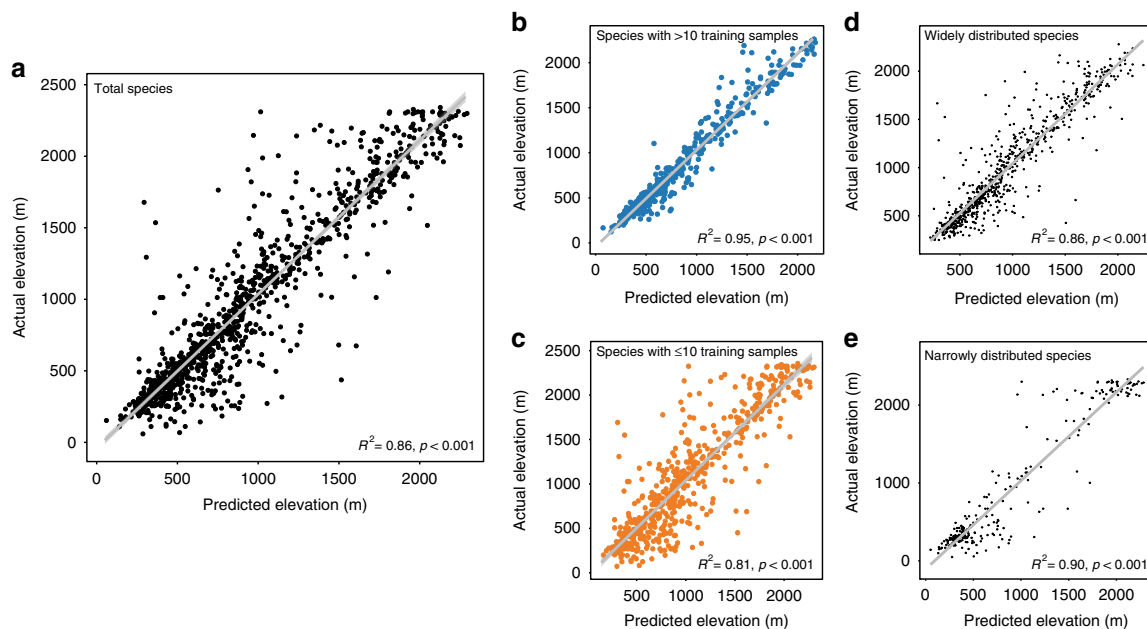 a
Total species
2500
2000
1500
1000
500
0
Actual elevation (m)
R² = 0.86, p < 0.001
0 500 1000 1500 2000
Predicted elevation (m)
b
Species with >10 training samples
2000
1500
1000
500
0
Actual elevation (m)
R² = 0.95, p < 0.001
0 500 1000 1500 2000
Predicted elevation (m)
c
Species with ≤10 training samples
2500
2000
1500
1000
500
0
Actual elevation (m)
R² = 0.81, p < 0.001
500 1000 1500 2000
Predicted elevation (m)
d
Widely distributed species
2000
1500
1000
500
Actual elevation (m)
R² = 0.86, p < 0.001
500 1000 1500 2000
Predicted elevation (m)
e
Narrowly distributed species
2000
1000
0
Actual elevation (m)
R² = 0.90, p < 0.001
0 500 1000 1500 2000
Predicted elevation (m)